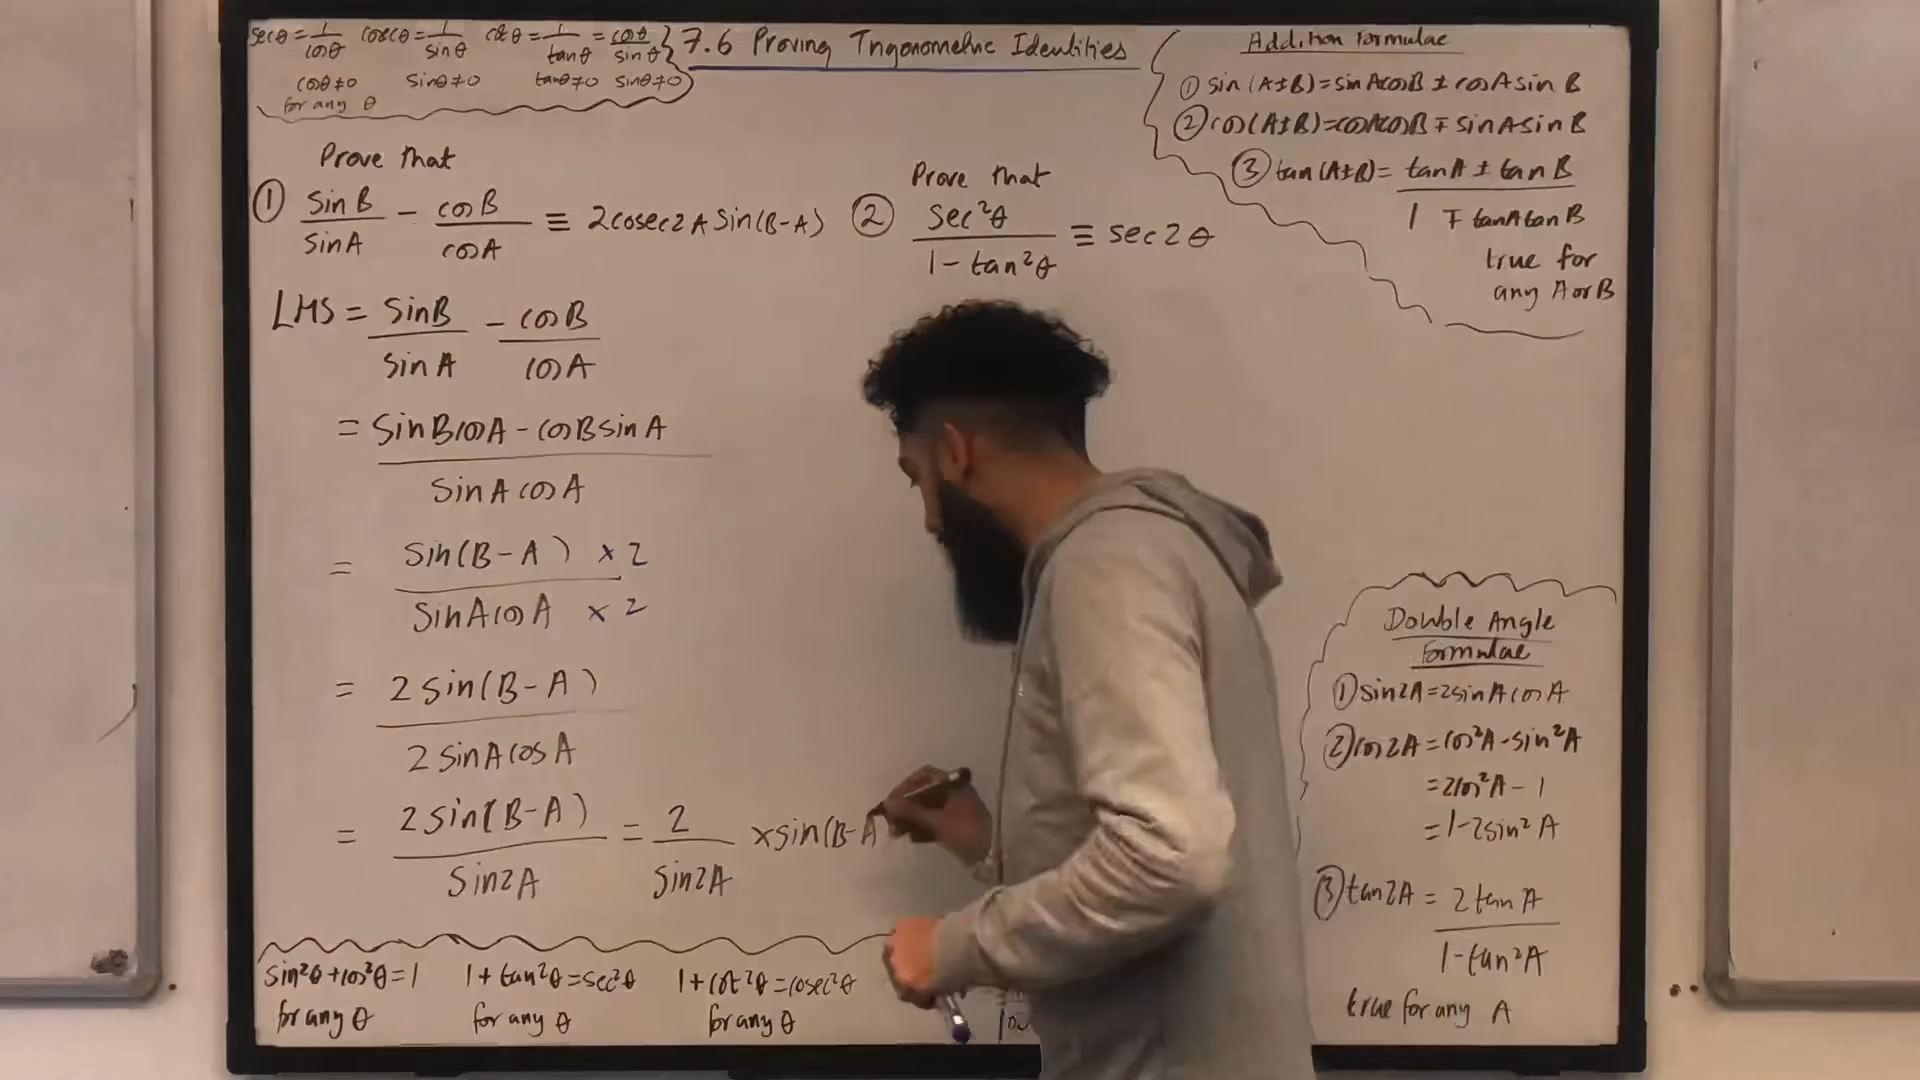 secθ = 1/cosθ cosecθ = 1/sinθ cotθ = 1/tanθ = cosθ/sinθ
cosθ≠0 sinθ≠0 tanθ≠0 sinθ≠0
for any θ
7.6 Proving Trigonometric Identities
Addition Formulae
① sin(A±B)=sinAcosB ± cosAsinB
② cos(A±B)=cosAcosB ∓ sinAsinB
③ tan(A±B)= tanA ± tanB / 1 ∓ tanAtanB
true for
any A or B
Prove that
① sinB/sinA − cosB/cosA ≡ 2cosec2A sin(B−A)
LHS = sinB/sinA − cosB/cosA
= sinBcosA − cosBsinA / sinAcosA
= sin(B−A) × 2 / sinAcosA × 2
= 2sin(B−A) / 2sinAcosA
= 2sin(B−A) / sin2A = 2/sin2A × sin(B−A
Prove that
② sec²θ / 1−tan²θ ≡ sec2θ
Double Angle
Formulae
① sin2A=2sinAcosA
② cos2A=cos²A-sin²A
=2cos²A−1
=1−2sin²A
③ tan2A = 2tanA / 1−tan²A
true for any A
sin²θ+cos²θ=1 1+tan²θ=sec²θ 1+cot²θ=cosec²θ
for any θ for any θ for any θ